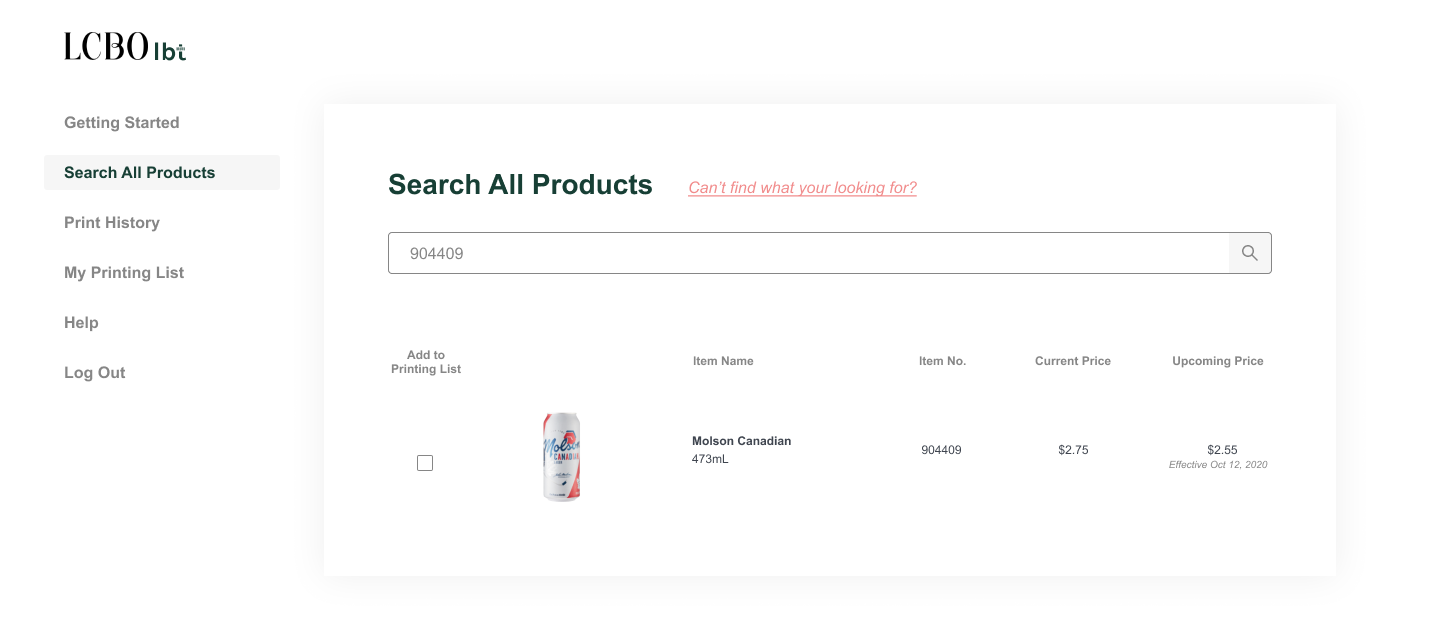 LCBO lbt
Getting Started
Search All Products
Print History
My Printing List
Help
Log Out
Search All Products
Can't find what your looking for?
904409
Add to
Printing List
Item Name
Item No.
Current Price
Upcoming Price
Molson
CANADIAN
Molson Canadian
473mL
904409
$2.75
$2.55
Effective Oct 12, 2020